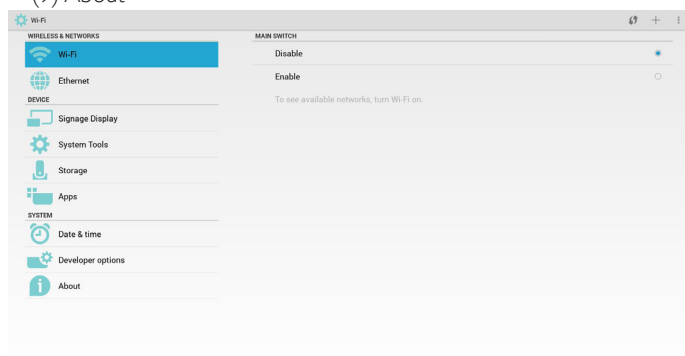 (9) About
Wi-Fi
WIRELESS & NETWORKS
Wi-Fi
Ethernet
DEVICE
Signage Display
System Tools
Storage
Apps
SYSTEM
Date & time
Developer options
About
MAIN SWITCH
Disable
Enable
To see available networks, turn Wi-Fi on.